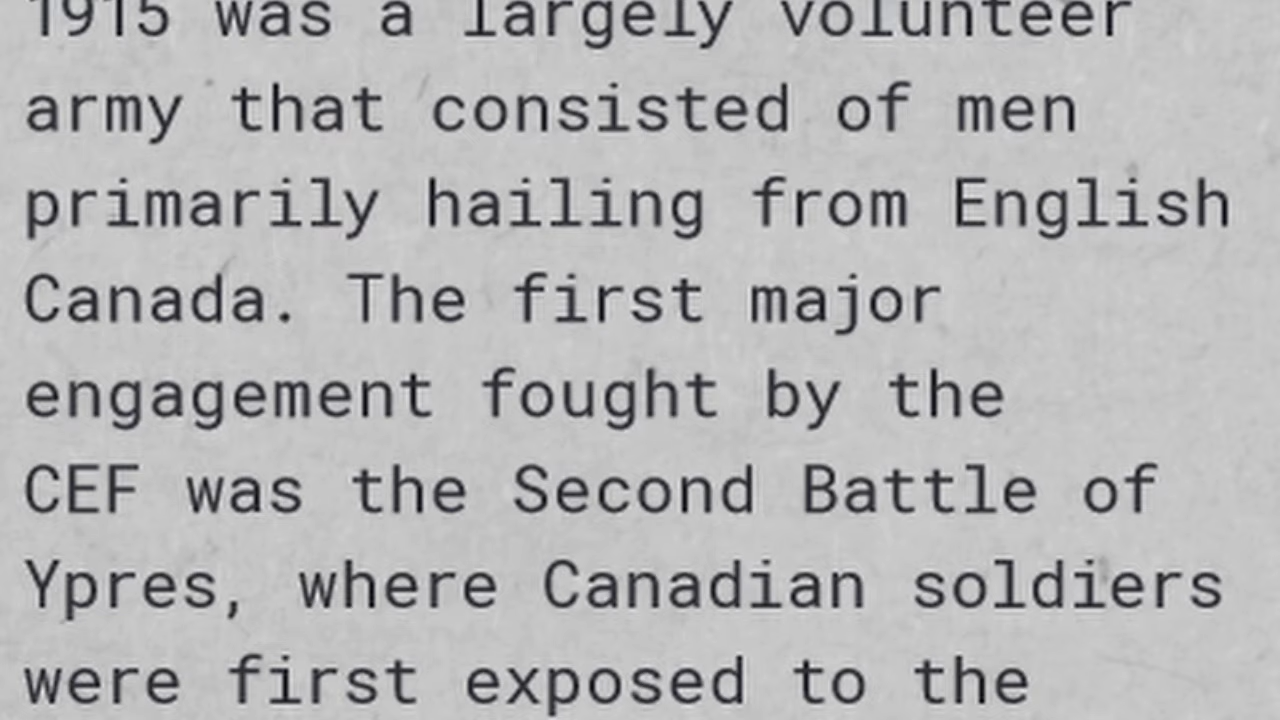 1915 was a largely volunteer
army that consisted of men
primarily hailing from English
Canada. The first major
engagement fought by the
CEF was the Second Battle of
Ypres, where Canadian soldiers
were first exposed to the